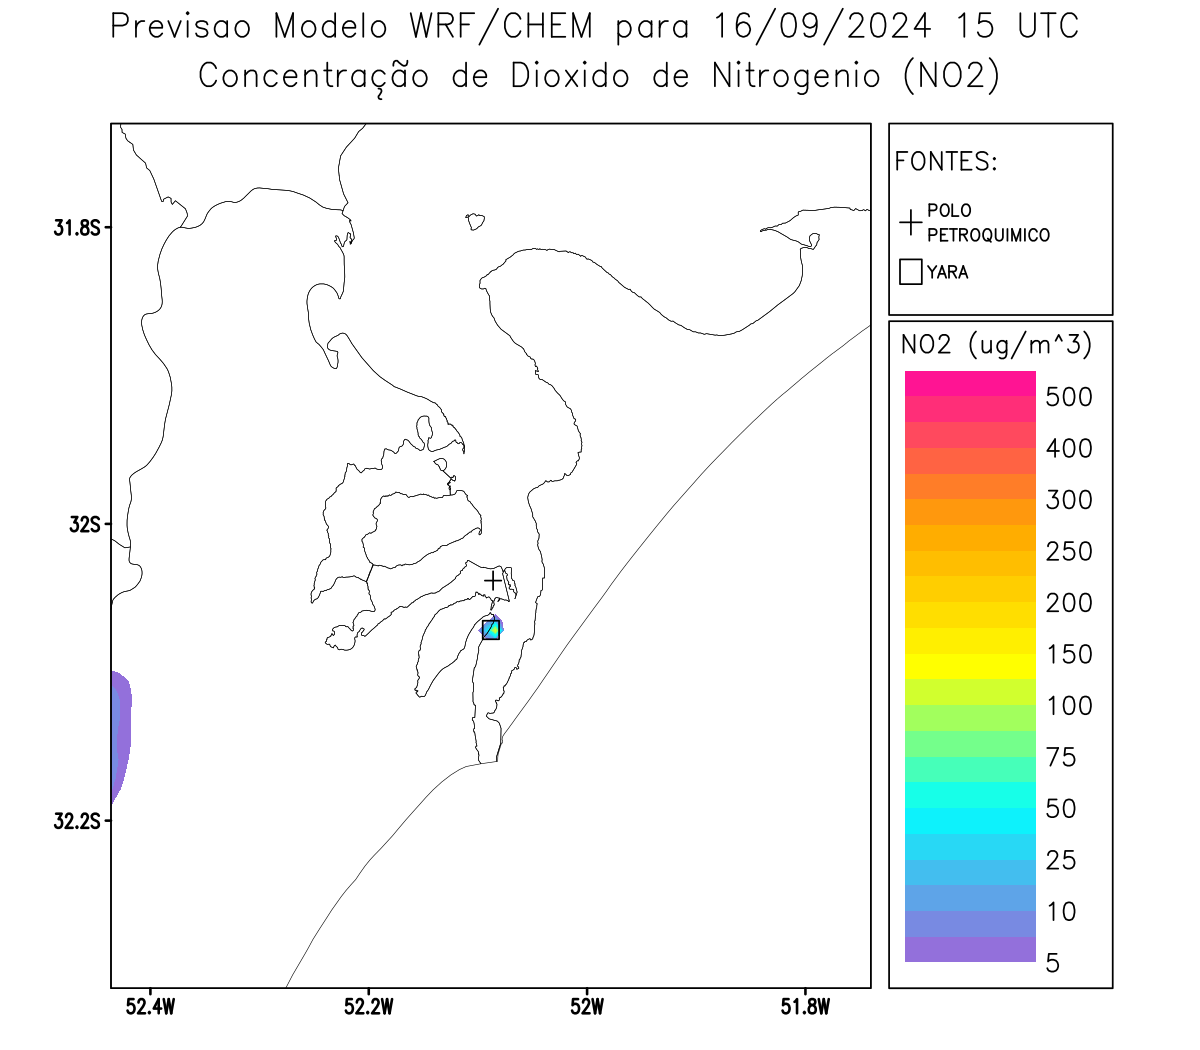 Previsao Modelo WRF/CHEM para 16/09/2024 15 UTC
Concentração de Dioxido de Nitrogenio (NO2)
FONTES:
POLO
PETROQUIMICO
YARA
NO2 (ug/m^3)
500
400
300
250
200
150
100
75
50
25
10
5
31.8S
32S
32.2S
52.4W
52.2W
52W
51.8W